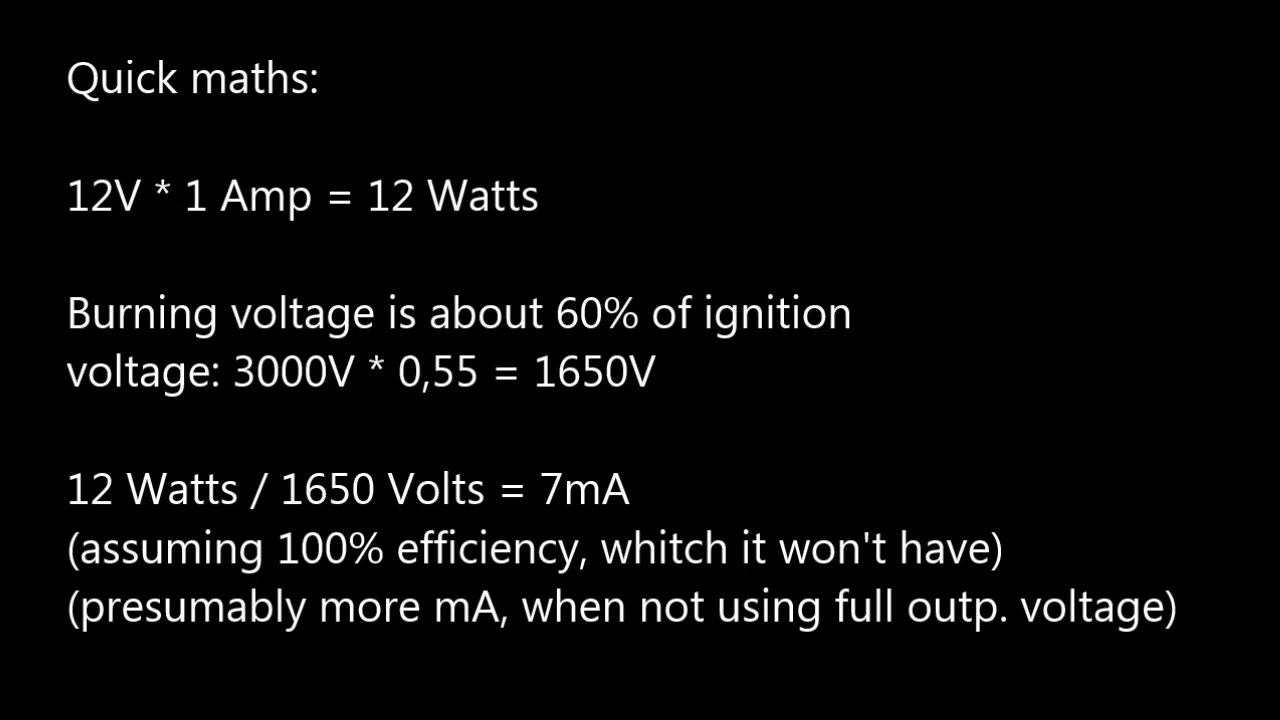 Quick maths:
12V * 1 Amp = 12 Watts
Burning voltage is about 60% of ignition
voltage: 3000V * 0,55 = 1650V
12 Watts / 1650 Volts = 7mA
(assuming 100% efficiency, whitch it won't have)
(presumably more mA, when not using full outp. voltage)